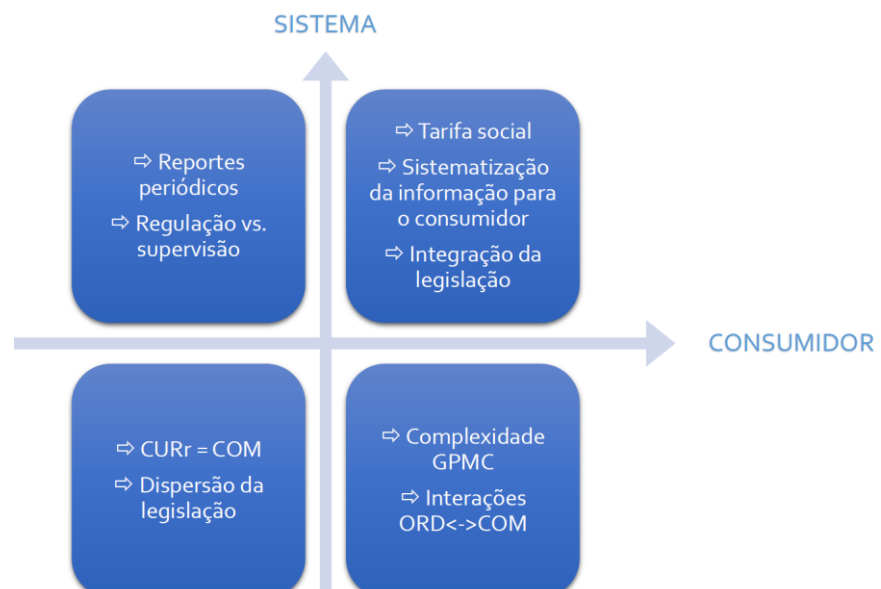 SISTEMA
⇨ Reportes
periódicos
⇨ Regulação vs.
supervisão
⇨ Tarifa social
⇨ Sistematização
da informação para
o consumidor
⇨ Integração da
legislação
CONSUMIDOR
⇨ CURr = COM
⇨ Dispersão da
legislação
⇨ Complexidade
GPMC
⇨ Interações
ORD<->COM